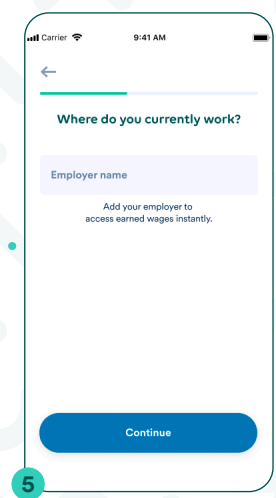 Carrier 9:41 AM
Where do you currently work?
Employer name
Add your employer to
access earned wages instantly.
Continue
5